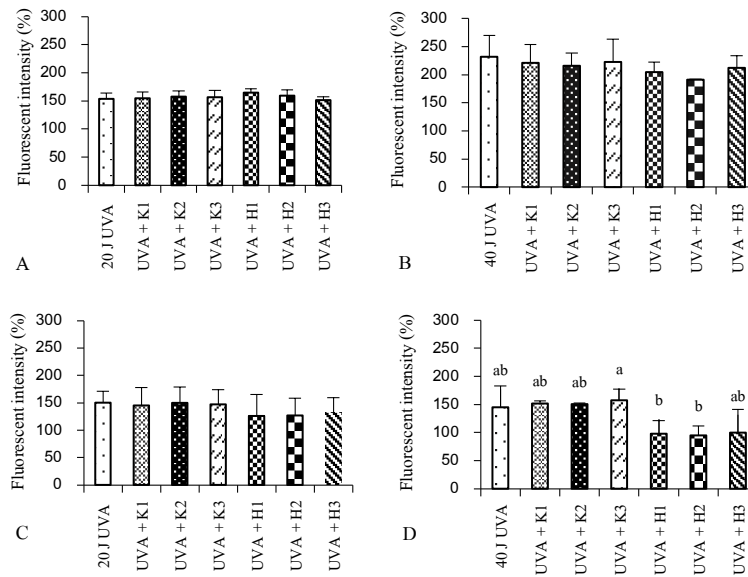 Fluorescent intensity (%)
300
250
200
150
100
50
0
20 J UVA
UVA + K1
UVA + K2
UVA + K3
UVA + H1
UVA + H2
UVA + H3
A
Fluorescent intensity (%)
300
250
200
150
100
50
0
40 J UVA
UVA + K1
UVA + K2
UVA + K3
UVA + H1
UVA + H2
UVA + H3
B
Fluorescent intensity (%)
300
250
200
150
100
50
0
20 J UVA
UVA + K1
UVA + K2
UVA + K3
UVA + H1
UVA + H2
UVA + H3
C
Fluorescent intensity (%)
300
250
200
150
100
50
0
ab
ab
ab
a
b
b
ab
40 J UVA
UVA + K1
UVA + K2
UVA + K3
UVA + H1
UVA + H2
UVA + H3
D